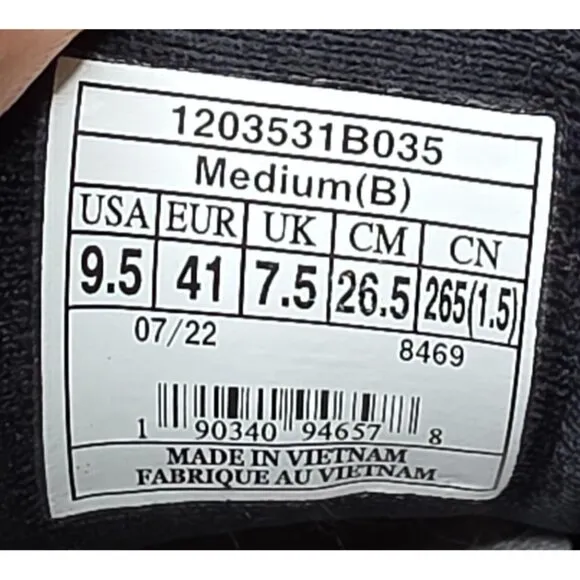 1203531B035
Medium(B)
USA EUR UK CM CN
9.5 41 7.5 26.5 265(1.5)
07/22 8469
1 90340 94657 8
MADE IN VIETNAM
FABRIQUE AU VIETNAM